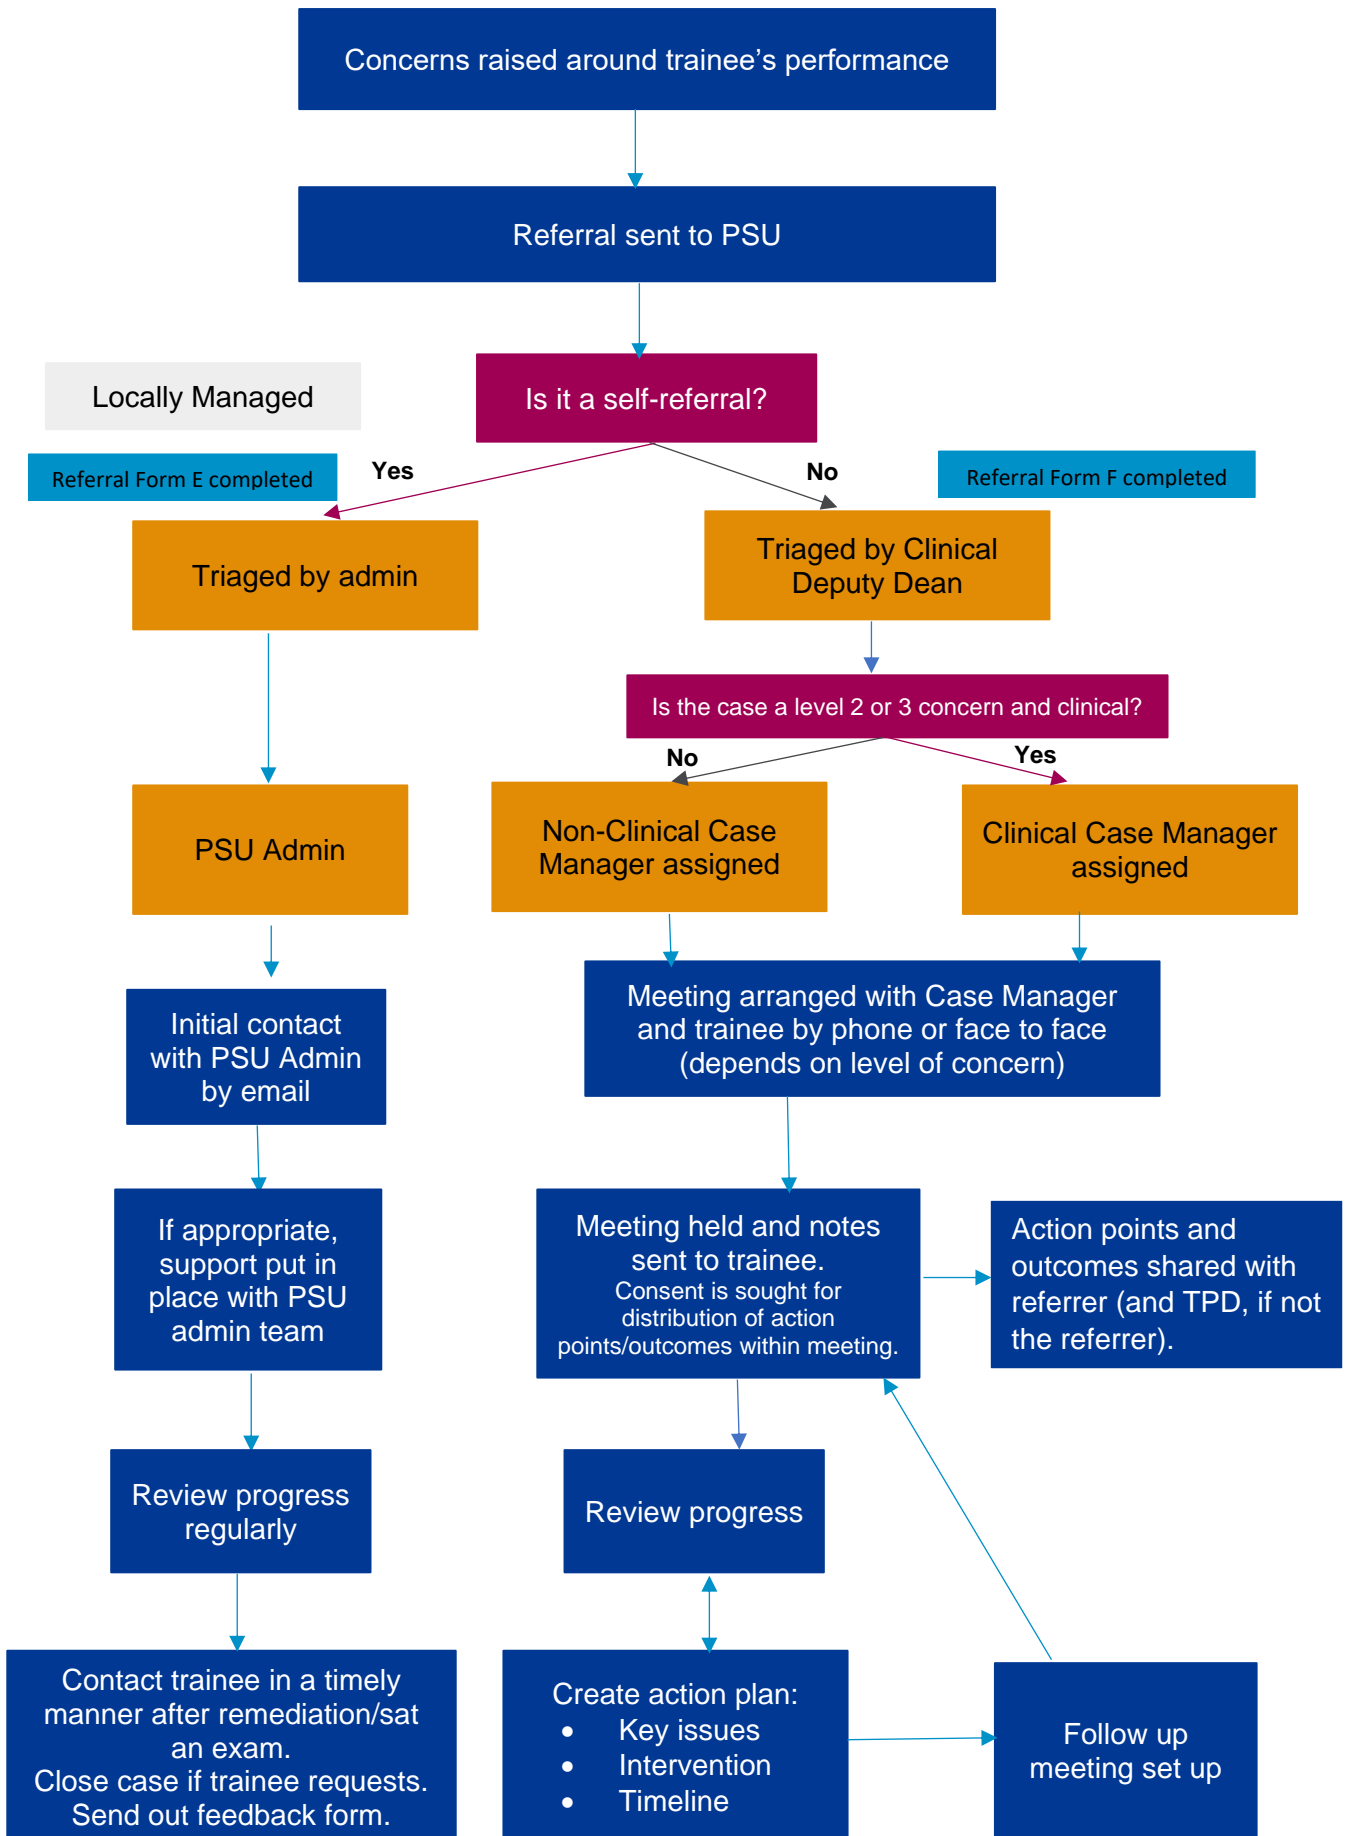 Concerns raised around trainee’s performance
Referral sent to PSU
Locally Managed
Is it a self-referral?
Referral Form E completed
Yes
No
Referral Form F completed
Triaged by admin
Triaged by Clinical
Deputy Dean
Is the case a level 2 or 3 concern and clinical?
No
Yes
PSU Admin
Non-Clinical Case
Manager assigned
Clinical Case Manager
assigned
Initial contact
with PSU Admin
by email
Meeting arranged with Case Manager
and trainee by phone or face to face
(depends on level of concern)
If appropriate,
support put in
place with PSU
admin team
Meeting held and notes
sent to trainee.
Consent is sought for
distribution of action
points/outcomes within meeting.
Action points and
outcomes shared with
referrer (and TPD, if not
the referrer).
Review progress
regularly
Review progress
Contact trainee in a timely
manner after remediation/sat
an exam.
Close case if trainee requests.
Send out feedback form.
Create action plan:
• Key issues
• Intervention
• Timeline
Follow up
meeting set up